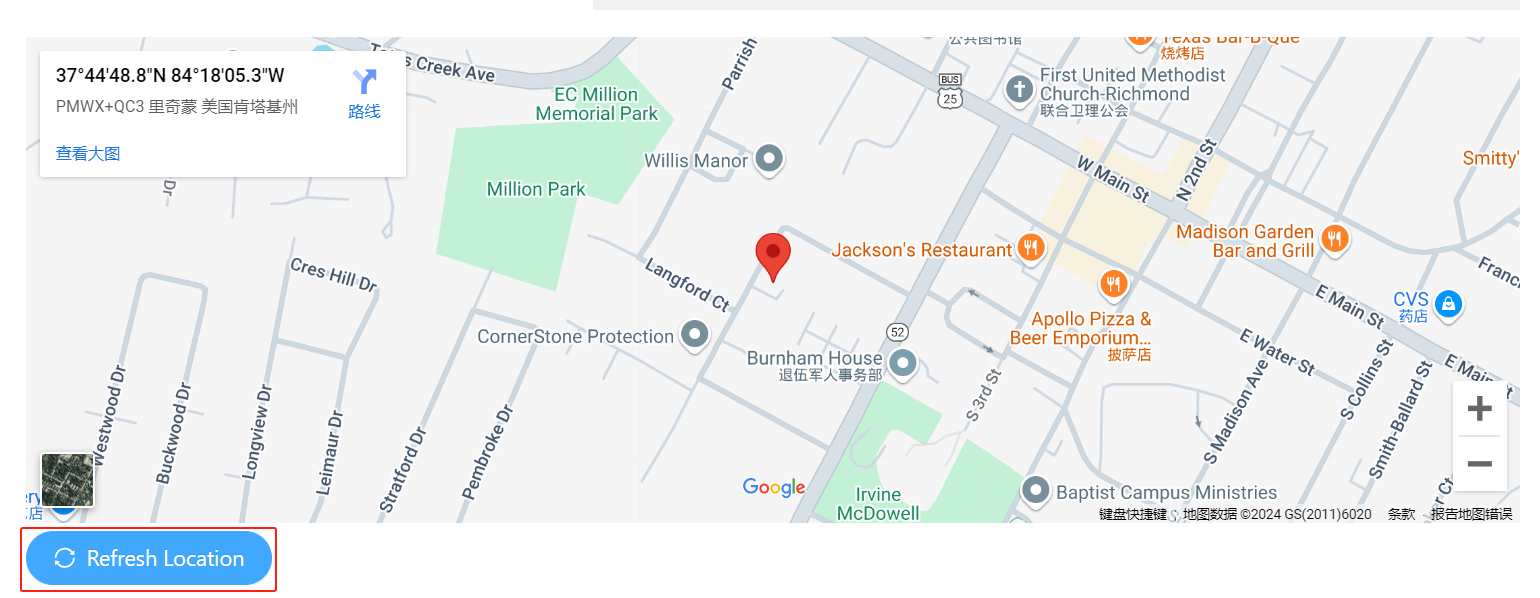 37°44'48.8"N 84°18'05.3"W
PMWX+QC3 里奇蒙 美国肯塔基州
路线
查看大图
Creek Ave
Parrish
公共图书馆
Texas Bar-B-Que
烧烤店
EC Million
Memorial Park
BUS
25
First United Methodist
Church-Richmond
联合卫理公会
Willis Manor
Million Park
Dr
W Main St
N 2nd St
Smitty'
Jackson's Restaurant
Madison Garden
Bar and Grill
Langford Ct
Cres Hill Dr
Franc
E Main St
CVS
药店
Apollo Pizza &
Beer Emporium...
披萨店
CornerStone Protection
52
Burnham House
退伍军人事务部
E Water St
E Main St
S Collins St
Westwood Dr
Buckwood Dr
Longview Dr
Leimaur Dr
Stratford Dr
Pembroke Dr
S 3rd St
S Madison Ave
Smith-Ballard St
Google
Irvine
McDowell
Baptist Campus Ministries
键盘快捷键
地图数据 ©2024 GS(2011)6020
条款
报告地图错误
Refresh Location